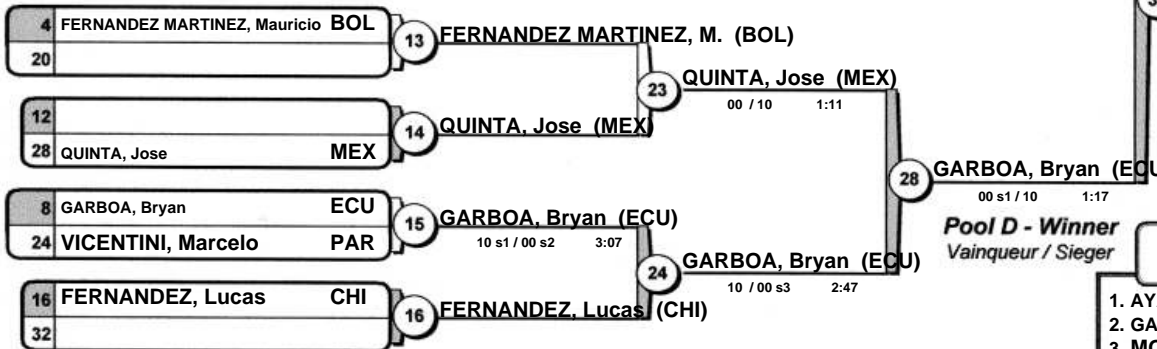 4 FERNANDEZ MARTINEZ, Mauricio BOL
20
13 FERNANDEZ MARTINEZ, M. (BOL)
23 QUINTA, Jose (MEX)
00 / 10 1:11
12
28 QUINTA, Jose MEX
14 QUINTA, Jose (MEX)
28 GARBOA, Bryan (ECU
00 s1 / 10 1:17
8 GARBOA, Bryan ECU
24 VICENTINI, Marcelo PAR
15 GARBOA, Bryan (ECU)
10 s1 / 00 s2 3:07
24 GARBOA, Bryan (ECU)
10 / 00 s3 2:47
16 FERNANDEZ, Lucas CHI
32
16 FERNANDEZ, Lucas (CHI)
Pool D - Winner
Vainqueur / Sieger
1. AY
2. GA
3. MO